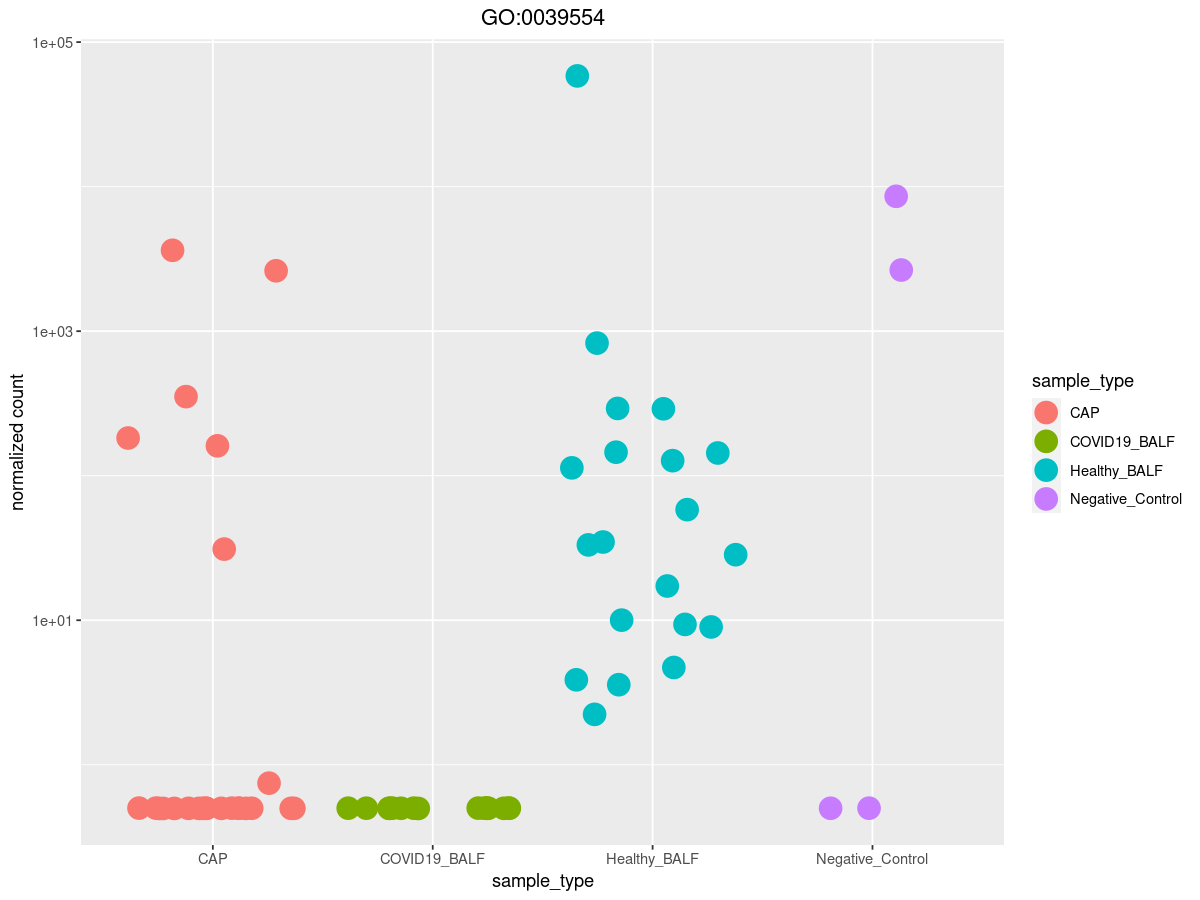 GO:0039554
1e+05
1e+03
1e+01
normalized count
CAP
COVID19_BALF
Healthy_BALF
Negative_Control
sample_type
sample_type
CAP
COVID19_BALF
Healthy_BALF
Negative_Control